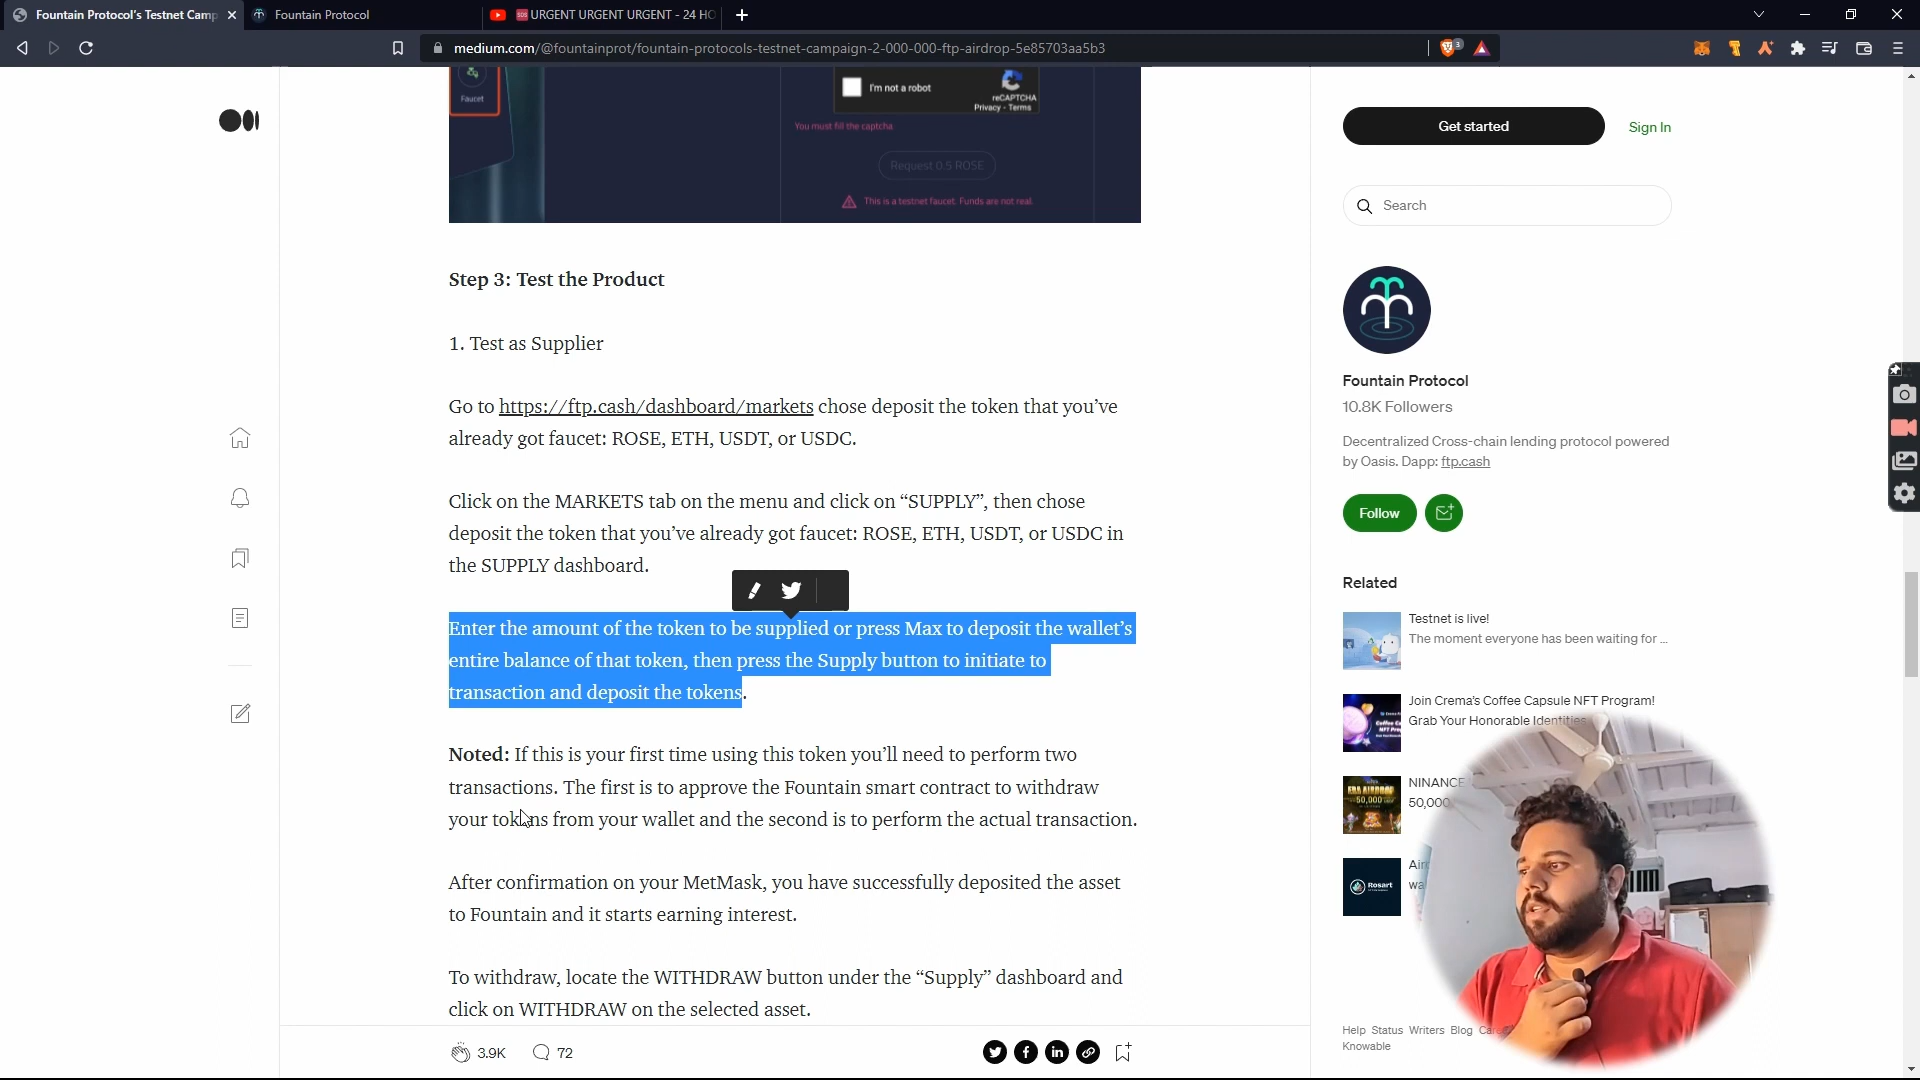 Fountain Protocol's Testnet Camp
Fountain Protocol
URGENT URGENT URGENT - 24 HO
medium.com/@fountainprot/fountain-protocols-testnet-campaign-2-000-000-ftp-airdrop-5e85703aa5b3
3
Faucet
I'm not a robot
reCAPTCHA
Privacy - Terms
You must fill the captcha
Request 0.5 ROSE
This is a testnet faucet. Funds are not real.
Step 3: Test the Product
1. Test as Supplier
Go to https://ftp.cash/dashboard/markets chose deposit the token that you’ve
already got faucet: ROSE, ETH, USDT, or USDC.
Click on the MARKETS tab on the menu and click on “SUPPLY”, then chose
deposit the token that you’ve already got faucet: ROSE, ETH, USDT, or USDC in
the SUPPLY dashboard.
Enter the amount of the token to be supplied or press Max to deposit the wallet’s
entire balance of that token, then press the Supply button to initiate to
transaction and deposit the tokens.
Noted: If this is your first time using this token you’ll need to perform two
transactions. The first is to approve the Fountain smart contract to withdraw
your tokens from your wallet and the second is to perform the actual transaction.
After confirmation on your MetMask, you have successfully deposited the asset
to Fountain and it starts earning interest.
To withdraw, locate the WITHDRAW button under the “Supply” dashboard and
click on WITHDRAW on the selected asset.
3.9K
72
Get started
Sign In
Search
Fountain Protocol
10.8K Followers
Decentralized Cross-chain lending protocol powered
by Oasis. Dapp: ftp.cash
Follow
Related
Testnet is live!
The moment everyone has been waiting for ...
Join Crema’s Coffee Capsule NFT Program!
Grab Your Honorable Identities
NINANCE
50,000
Rosart
Help Status Writers Blog
Knowable